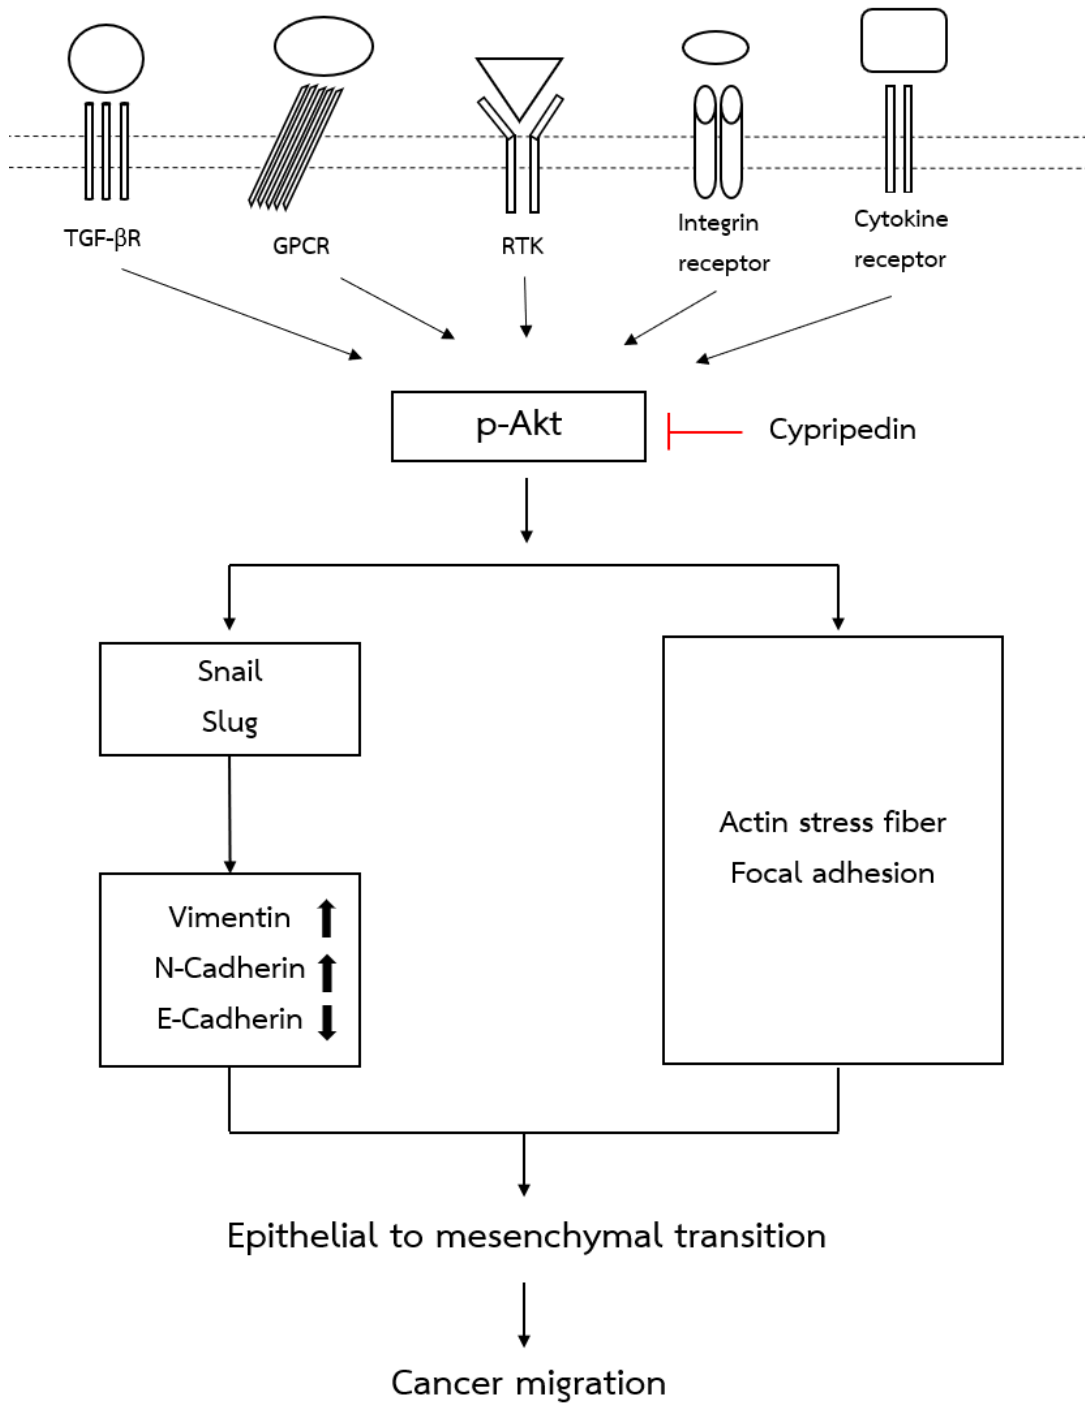 TGF-βR
GPCR
RTK
Integrin
receptor
Cytokine
receptor
p-Akt
Cypripedin
Snail
Slug
Actin stress fiber
Focal adhesion
Vimentin
N-Cadherin
E-Cadherin
Epithelial to mesenchymal transition
Cancer migration